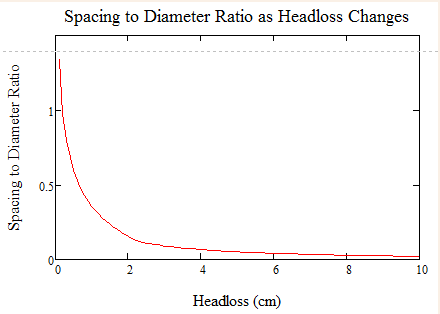 Spacing to Diameter Ratio as Headloss Changes
Spacing to Diameter Ratio
1
0.5
0
0 2 4 6 8 10
Headloss (cm)